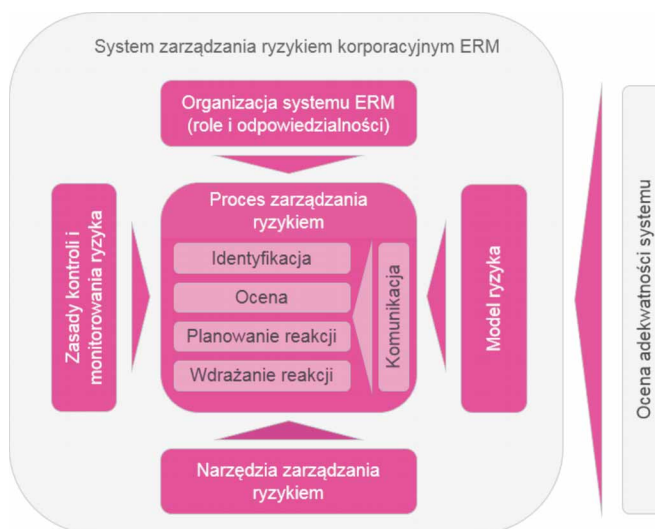 System zarządzania ryzykiem korporacyjnym ERM
Organizacja systemu ERM
(role i odpowiedzialności)
Zasady kontroli i
monitorowania ryzyka
Proces zarządzania
ryzykiem
Identyfikacja
Ocena
Planowanie reakcji
Wdrażanie reakcji
Komunikacja
Model ryzyka
Narzędzia zarządzania
ryzykiem
Ocena adekwatności systemu